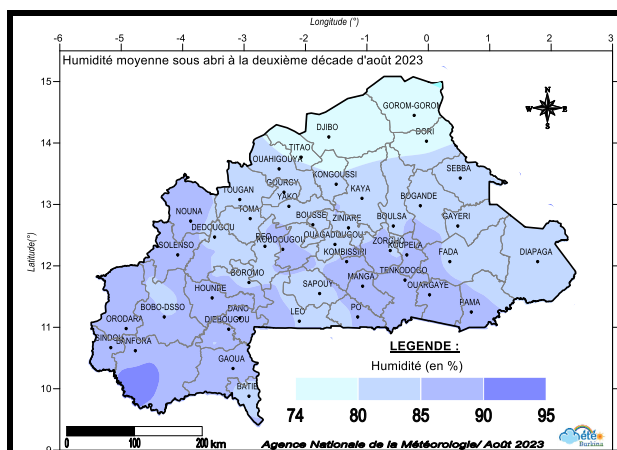 Longitude (°)
-6 -5 -4 -3 -2 -1 0 1 2 3
Humidité moyenne sous abri à la deuxième décade d'août 2023
15
GOROM-GOROM
N
W E
S
DJIBO
DORI
14
TITAO
OUAHIGOUYA
KONGOUSSI
SEBBA
GOURCY
KAYA
13
TOUGAN
YAKO
BOGANDE
NOUNA
TOMA
BOUSSE
ZINIARE
BOULSA
GAYERI
DEDOUGOU
REO
KOUDOUGOU
OUAGADOUGOU
ZORGHO
KOUPELA
SOLENSO
KOMBISSIRI
FADA
DIAPAGA
Latitude(°)
12
BOROMO
TENKODOGO
HOUNDE
SAPOUY
MANGA
OUARGAYE
BOBO-DSSO
DANO
LEO
PO
PAMA
ORODARA
DIEBOUGOU
11
SINDOU
BANFORA
LEGENDE :
GAOUA
Humidité (en %)
10
BATIE
74 80 85 90 95
0 100 200 km
Agence Nationale de la Météorologie/ Août 2023
9
météo
Burkina